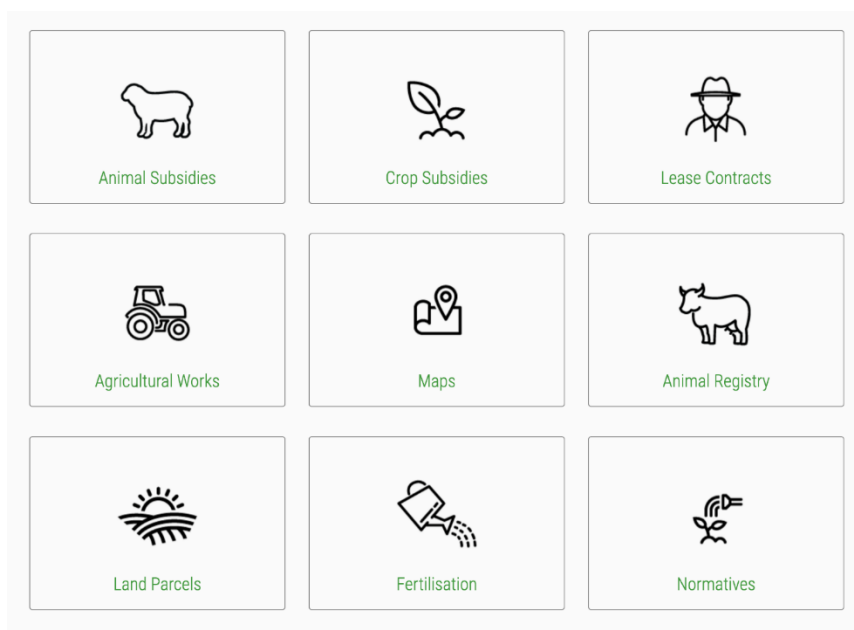 Animal Subsidies
Crop Subsidies
Lease Contracts
Agricultural Works
Maps
Animal Registry
Land Parcels
Fertilisation
Normatives